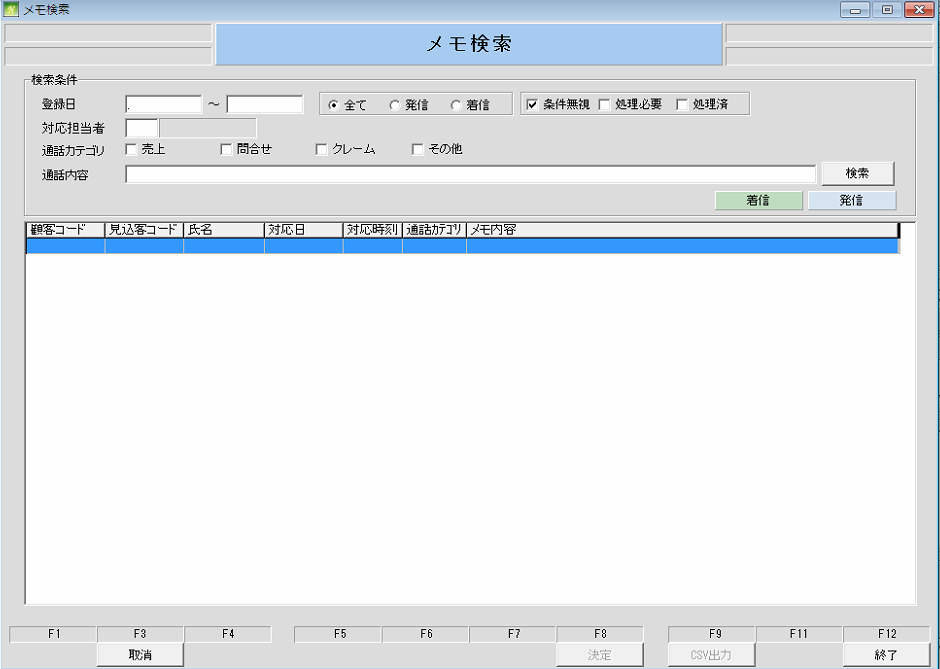 メモ検索
メモ検索
検索条件
登録日 ～ 全て 発信 着信 条件無視 処理必要 処理済
対応担当者
通話カテゴリ 売上 問合せ クレーム その他
通話内容 検索
着信 発信
顧客コード 見込客コード 氏名 対応日 対応時刻 通話カテゴリ メモ内容
F1 F3 F4 F5 F6 F7 F8 F9 F11 F12
取消 決定 CSV出力 終了